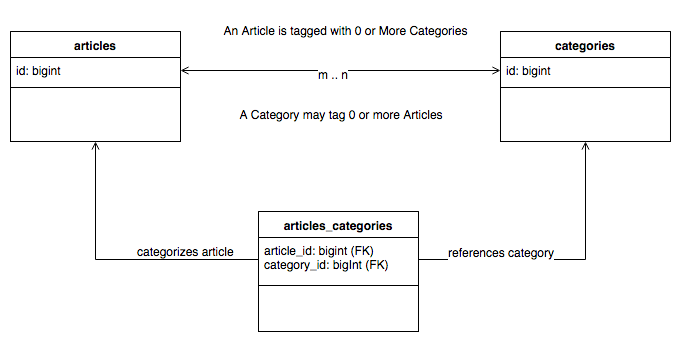 An Article is tagged with 0 or More Categories
articles
categories
id: bigint
id: bigint
m .. n
A Category may tag 0 or more Articles
articles_categories
categorizes article
article_id: bigint (FK)
category_id: bigInt (FK)
references category